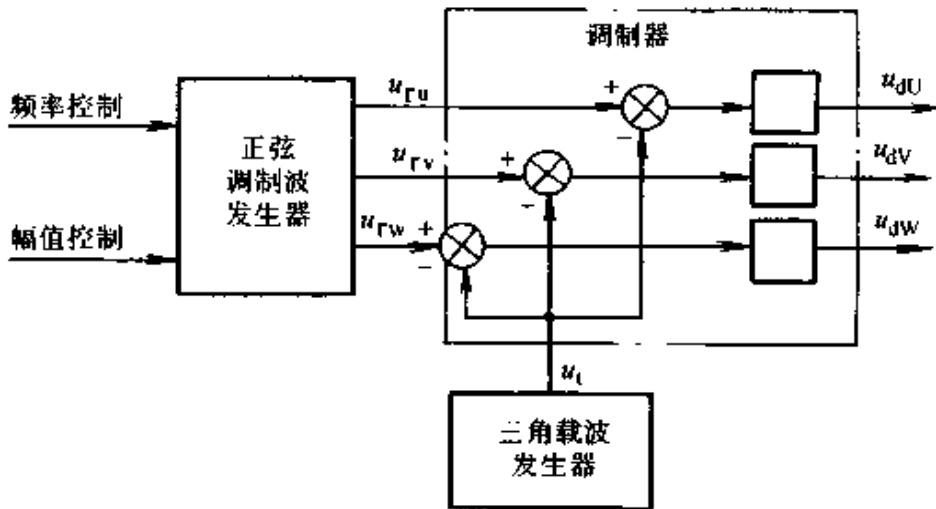 调制器
频率控制
幅值控制
正弦
调制波
发生器
u_ru
u_rv
u_rw
+
−
+
−
+
−
u_dU
u_dV
u_dW
u_t
三角载波
发生器